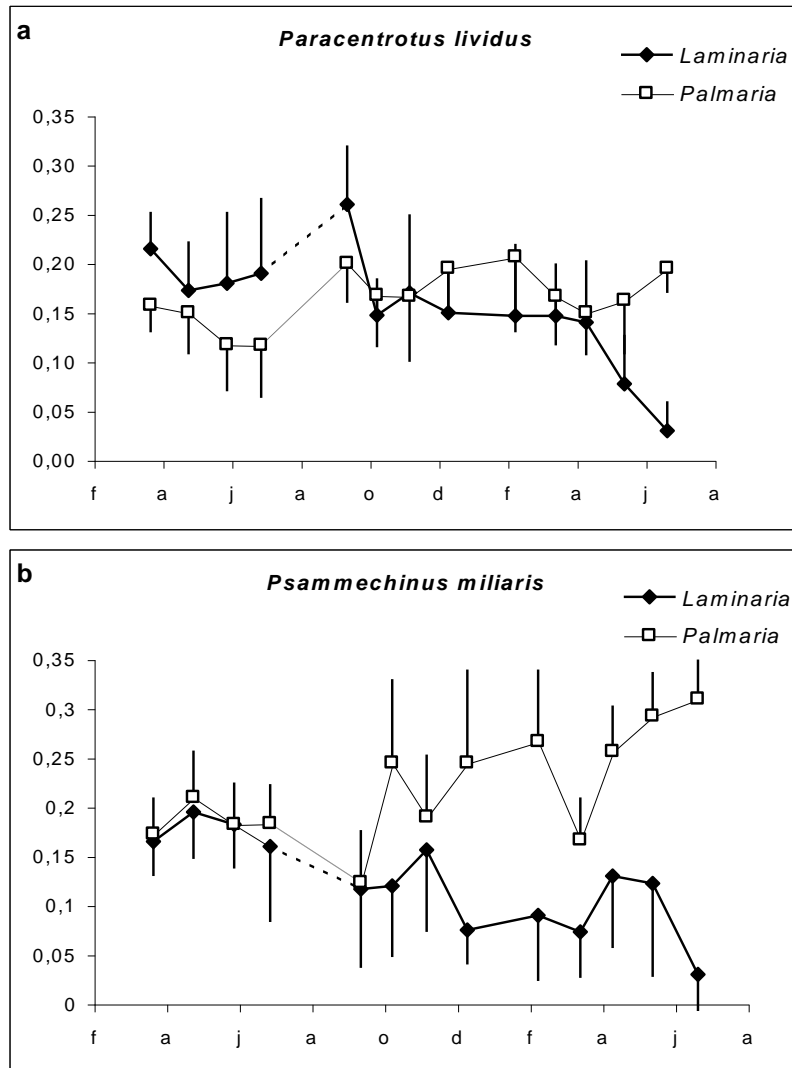 a
Paracentrotus lividus
Laminaria
Palmaria
0,35
0,30
0,25
0,20
0,15
0,10
0,05
0,00
f a j a o d f a j a
b
Psammechinus miliaris
Laminaria
Palmaria
0,35
0,3
0,25
0,2
0,15
0,1
0,05
0
f a j a o d f a j a